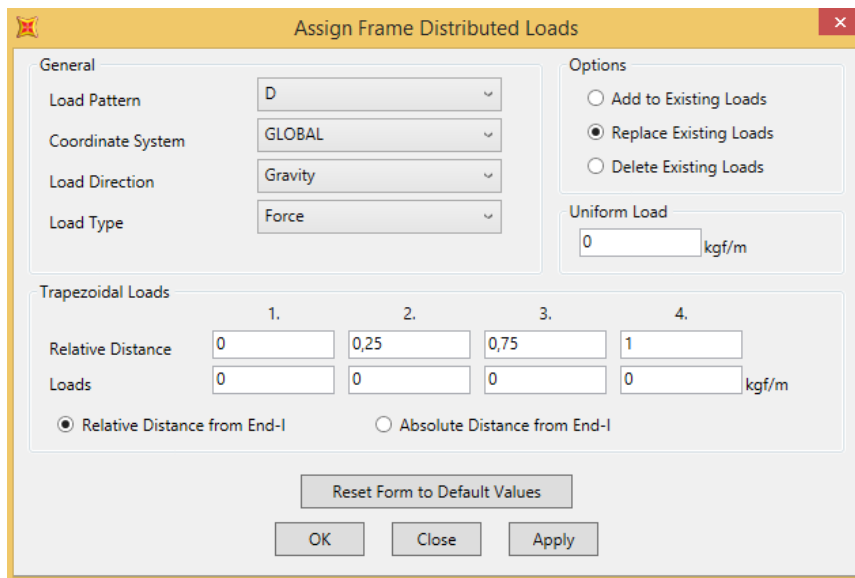 Assign Frame Distributed Loads
General
Load Pattern D
Coordinate System GLOBAL
Load Direction Gravity
Load Type Force
Options
Add to Existing Loads
Replace Existing Loads
Delete Existing Loads
Uniform Load
0 kgf/m
Trapezoidal Loads
1. 2. 3. 4.
Relative Distance 0 0,25 0,75 1
Loads 0 0 0 0 kgf/m
Relative Distance from End-I Absolute Distance from End-I
Reset Form to Default Values
OK Close Apply